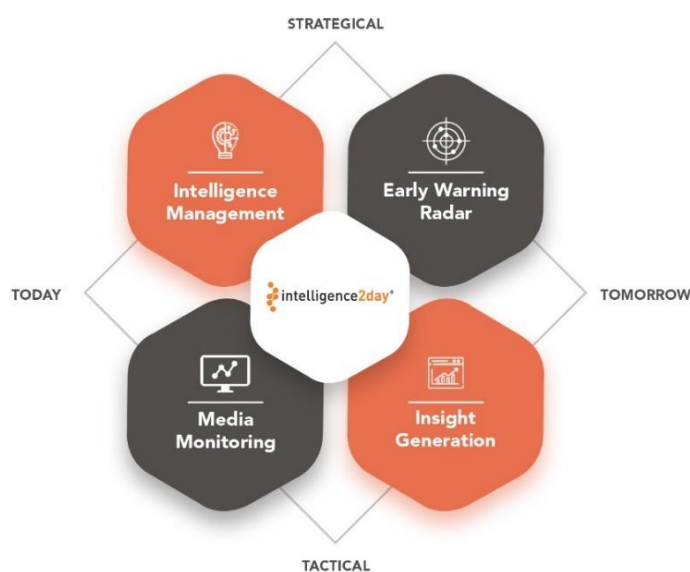 STRATEGICAL
Intelligence
Management
Early Warning
Radar
TODAY
intelligence2day®
TOMORROW
Media
Monitoring
Insight
Generation
TACTICAL